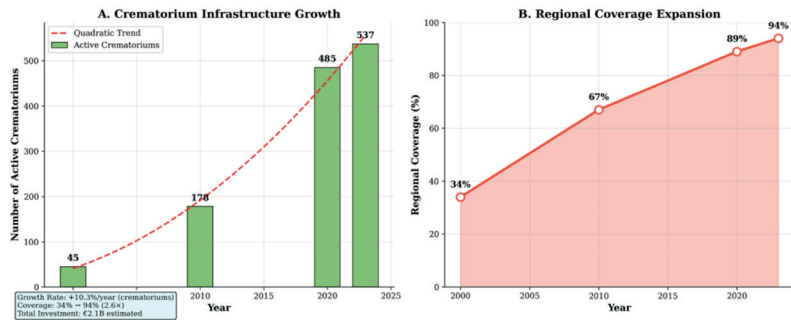 A. Crematorium Infrastructure Growth
Quadratic Trend
Active Crematoriums
Number of Active Crematoriums
500
400
300
200
100
0
45
178
485
537
2010
2015
2020
2025
Year
Growth Rate: +10.3%/year (crematoriums)
Coverage: 34% → 94% (2.6×)
Total Investment: €2.1B estimated
B. Regional Coverage Expansion
Regional Coverage (%)
100
80
60
40
20
0
34%
67%
89%
94%
2000
2005
2010
2015
2020
Year